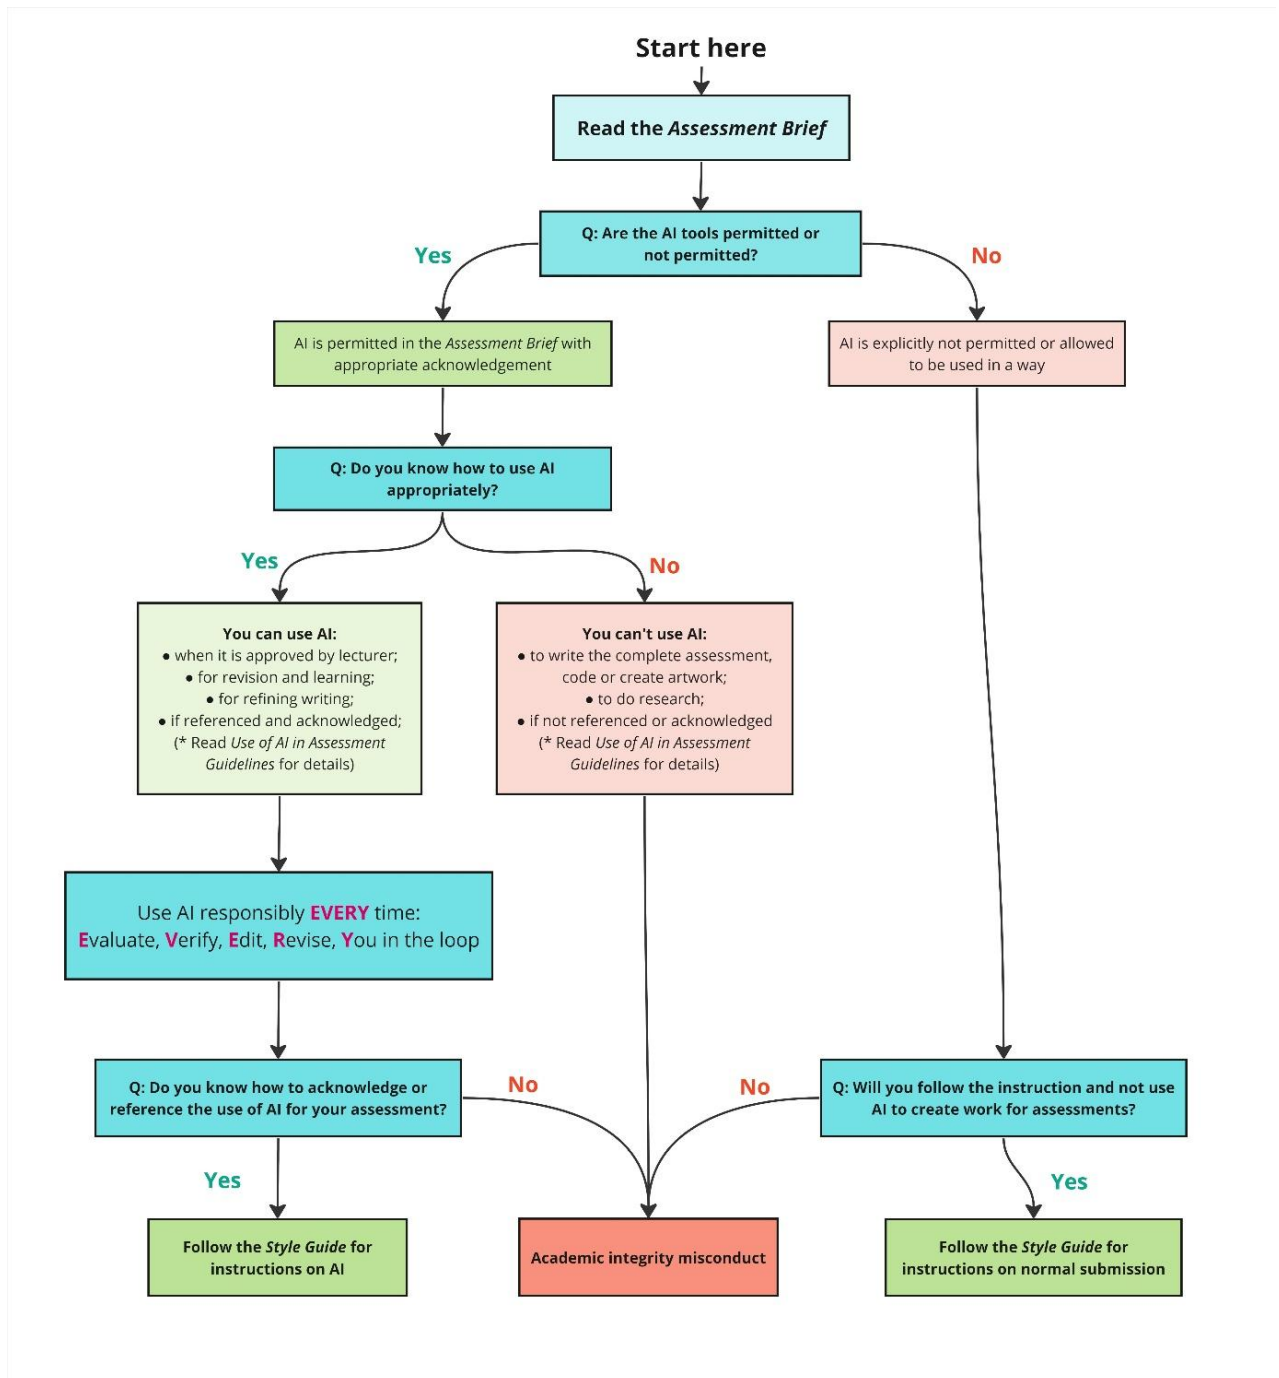 Start here
Read the Assessment Brief
Q: Are the AI tools permitted or
not permitted?
Yes
No
AI is permitted in the Assessment Brief with
appropriate acknowledgement
AI is explicitly not permitted or allowed
to be used in a way
Q: Do you know how to use AI
appropriately?
Yes
No
You can use AI:
● when it is approved by lecturer;
● for revision and learning;
● for refining writing;
● if referenced and acknowledged;
(* Read Use of AI in Assessment
Guidelines for details)
You can't use AI:
● to write the complete assessment,
code or create artwork;
● to do research;
● if not referenced or acknowledged
(* Read Use of AI in Assessment
Guidelines for details)
Use AI responsibly EVERY time:
Evaluate, Verify, Edit, Revise, You in the loop
Q: Do you know how to acknowledge or
reference the use of AI for your assessment?
No
No
Q: Will you follow the instruction and not use
AI to create work for assessments?
Yes
Yes
Follow the Style Guide for
instructions on AI
Academic integrity misconduct
Follow the Style Guide for
instructions on normal submission